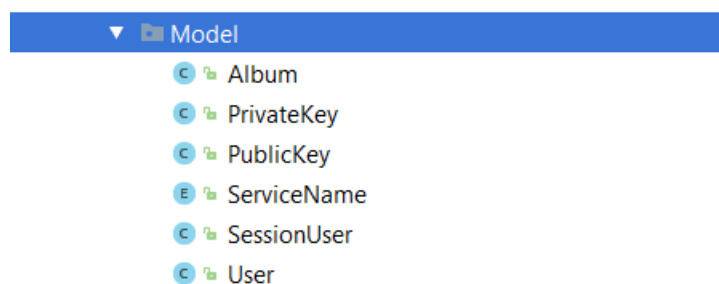 Model
C Album
C PrivateKey
C PublicKey
E ServiceName
C SessionUser
C User